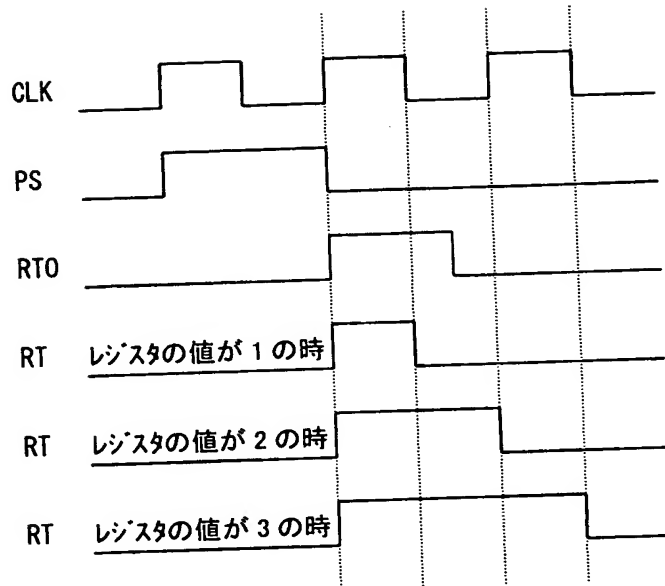 CLK
PS
RTO
RT レジスタの値が1の時
RT レジスタの値が2の時
RT レジスタの値が3の時